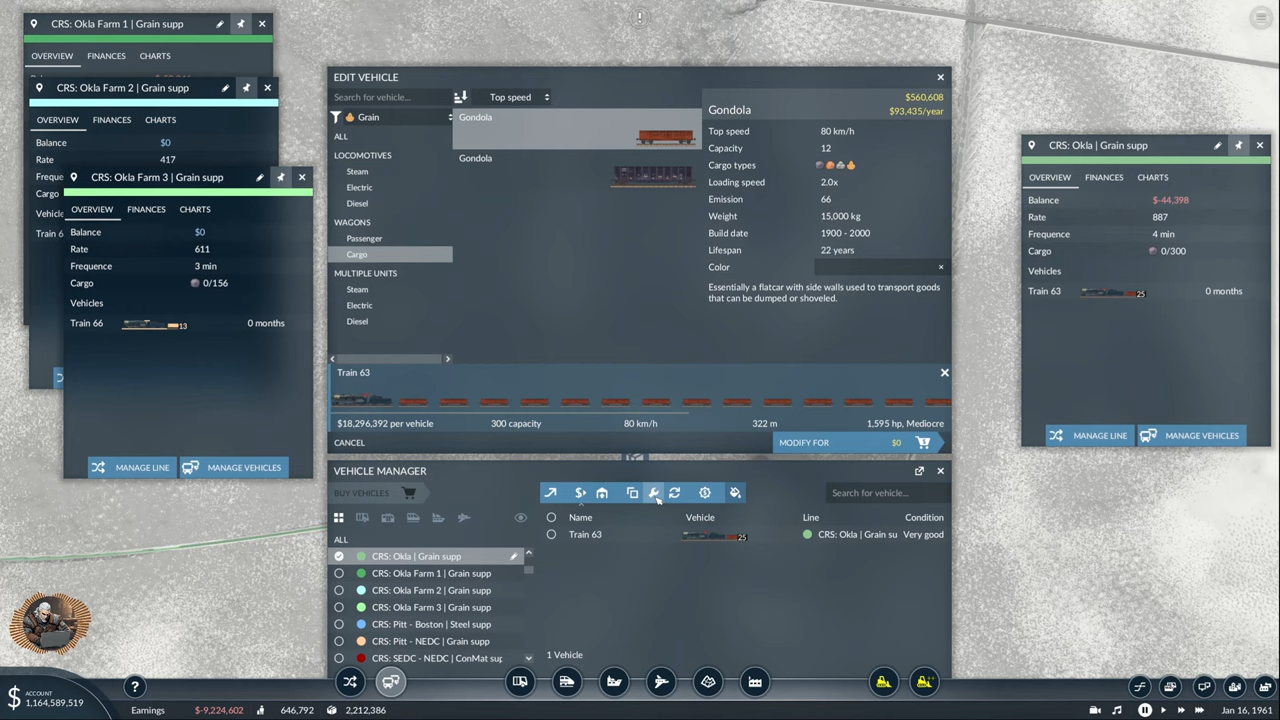 CRS: Okla Farm 1 | Grain supp
OVERVIEW FINANCES CHARTS
CRS: Okla Farm 2 | Grain supp
OVERVIEW FINANCES CHARTS
Balance $0
Rate 417
Freque
Cargo
Vehicle
Train 6
CRS: Okla Farm 3 | Grain supp
OVERVIEW FINANCES CHARTS
Balance $0
Rate 611
Frequence 3 min
Cargo 0/156
Vehicles
Train 66 13 0 months
MANAGE LINE MANAGE VEHICLES
EDIT VEHICLE
Search for vehicle... Top speed
Grain
ALL
LOCOMOTIVES
Steam
Electric
Diesel
WAGONS
Passenger
Cargo
MULTIPLE UNITS
Steam
Electric
Diesel
Gondola
Gondola
$560,608
Gondola $93,435/year
Top speed 80 km/h
Capacity 12
Cargo types
Loading speed 2.0x
Emission 66
Weight 15,000 kg
Build date 1900 - 2000
Lifespan 22 years
Color
Essentially a flatcar with side walls used to transport goods
that can be dumped or shoveled.
Train 63
$18,296,392 per vehicle 300 capacity 80 km/h 322 m 1,595 hp, Mediocre
CANCEL MODIFY FOR $0
VEHICLE MANAGER
BUY VEHICLES Search for vehicle...
Name Vehicle Line Condition
Train 63 25 CRS: Okla | Grain su Very good
ALL
CRS: Okla | Grain supp
CRS: Okla Farm 1 | Grain supp
CRS: Okla Farm 2 | Grain supp
CRS: Okla Farm 3 | Grain supp
CRS: Pitt - Boston | Steel supp
CRS: Pitt - NEDC | Grain supp
CRS: SEDC - NEDC | ConMat sup
1 Vehicle
CRS: Okla | Grain supp
OVERVIEW FINANCES CHARTS
Balance $-44,398
Rate 887
Frequence 4 min
Cargo 0/300
Vehicles
Train 63 25 0 months
MANAGE LINE MANAGE VEHICLES
$ ACCOUNT
1,164,589,519
?
Earnings $-9,224,602 646,792 2,212,386
Jan 16, 1961